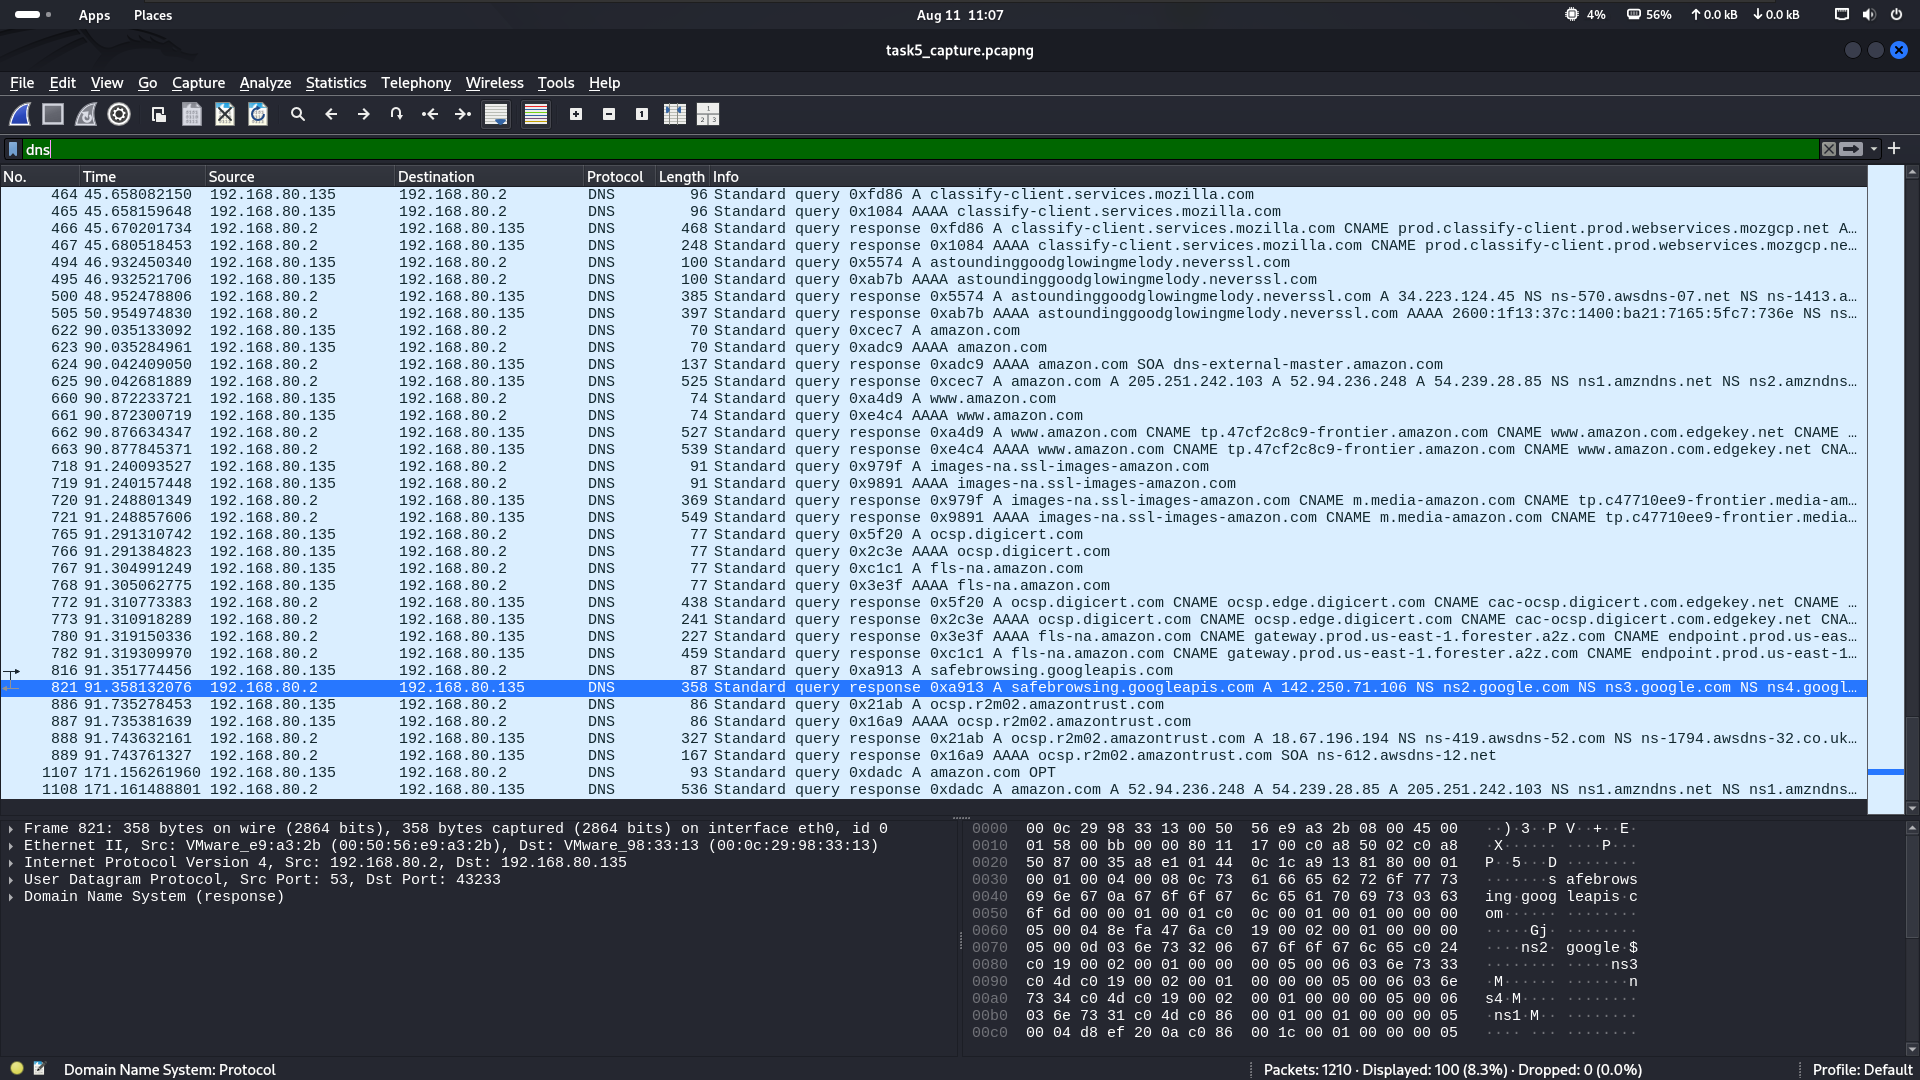 Apps Places Aug 11 11:07 4% 56% 0.0 kB 0.0 kB
task5_capture.pcapng
File Edit View Go Capture Analyze Statistics Telephony Wireless Tools Help
dns
No. Time Source Destination Protocol Length Info
464 45.658082150 192.168.80.135 192.168.80.2 DNS 96 Standard query 0xfd86 A classify-client.services.mozilla.com
465 45.658159648 192.168.80.135 192.168.80.2 DNS 96 Standard query 0x1084 AAAA classify-client.services.mozilla.com
466 45.670201734 192.168.80.2 192.168.80.135 DNS 468 Standard query response 0xfd86 A classify-client.services.mozilla.com CNAME prod.classify-client.prod.webservices.mozgcp.net A…
467 45.680518453 192.168.80.2 192.168.80.135 DNS 248 Standard query response 0x1084 AAAA classify-client.services.mozilla.com CNAME prod.classify-client.prod.webservices.mozgcp.ne…
494 46.932450340 192.168.80.135 192.168.80.2 DNS 100 Standard query 0x5574 A astoundinggoodglowingmelody.neverssl.com
495 46.932521706 192.168.80.135 192.168.80.2 DNS 100 Standard query 0xab7b AAAA astoundinggoodglowingmelody.neverssl.com
500 48.952478806 192.168.80.2 192.168.80.135 DNS 385 Standard query response 0x5574 A astoundinggoodglowingmelody.neverssl.com A 34.223.124.45 NS ns-570.awsdns-07.net NS ns-1413.a…
505 50.954974830 192.168.80.2 192.168.80.135 DNS 397 Standard query response 0xab7b AAAA astoundinggoodglowingmelody.neverssl.com AAAA 2600:1f13:37c:1400:ba21:7165:5fc7:736e NS ns…
622 90.035133092 192.168.80.135 192.168.80.2 DNS 70 Standard query 0xcec7 A amazon.com
623 90.035284961 192.168.80.135 192.168.80.2 DNS 70 Standard query 0xadc9 AAAA amazon.com
624 90.042409050 192.168.80.2 192.168.80.135 DNS 137 Standard query response 0xadc9 AAAA amazon.com SOA dns-external-master.amazon.com
625 90.042681889 192.168.80.2 192.168.80.135 DNS 525 Standard query response 0xcec7 A amazon.com A 205.251.242.103 A 52.94.236.248 A 54.239.28.85 NS ns1.amzndns.net NS ns2.amzndns…
660 90.872233721 192.168.80.135 192.168.80.2 DNS 74 Standard query 0xa4d9 A www.amazon.com
661 90.872300719 192.168.80.135 192.168.80.2 DNS 74 Standard query 0xe4c4 AAAA www.amazon.com
662 90.876634347 192.168.80.2 192.168.80.135 DNS 527 Standard query response 0xa4d9 A www.amazon.com CNAME tp.47cf2c8c9-frontier.amazon.com CNAME www.amazon.com.edgekey.net CNAME …
663 90.877845371 192.168.80.2 192.168.80.135 DNS 539 Standard query response 0xe4c4 AAAA www.amazon.com CNAME tp.47cf2c8c9-frontier.amazon.com CNAME www.amazon.com.edgekey.net CNA…
718 91.240093527 192.168.80.135 192.168.80.2 DNS 91 Standard query 0x979f A images-na.ssl-images-amazon.com
719 91.240157448 192.168.80.135 192.168.80.2 DNS 91 Standard query 0x9891 AAAA images-na.ssl-images-amazon.com
720 91.248801349 192.168.80.2 192.168.80.135 DNS 369 Standard query response 0x979f A images-na.ssl-images-amazon.com CNAME m.media-amazon.com CNAME tp.c47710ee9-frontier.media-am…
721 91.248857606 192.168.80.2 192.168.80.135 DNS 549 Standard query response 0x9891 AAAA images-na.ssl-images-amazon.com CNAME m.media-amazon.com CNAME tp.c47710ee9-frontier.media…
765 91.291310742 192.168.80.135 192.168.80.2 DNS 77 Standard query 0x5f20 A ocsp.digicert.com
766 91.291384823 192.168.80.135 192.168.80.2 DNS 77 Standard query 0x2c3e AAAA ocsp.digicert.com
767 91.304991249 192.168.80.135 192.168.80.2 DNS 77 Standard query 0xc1c1 A fls-na.amazon.com
768 91.305062775 192.168.80.135 192.168.80.2 DNS 77 Standard query 0x3e3f AAAA fls-na.amazon.com
772 91.310773383 192.168.80.2 192.168.80.135 DNS 438 Standard query response 0x5f20 A ocsp.digicert.com CNAME ocsp.edge.digicert.com CNAME cac-ocsp.digicert.com.edgekey.net CNAME …
773 91.310918289 192.168.80.2 192.168.80.135 DNS 241 Standard query response 0x2c3e AAAA ocsp.digicert.com CNAME ocsp.edge.digicert.com CNAME cac-ocsp.digicert.com.edgekey.net CNA…
780 91.319150336 192.168.80.2 192.168.80.135 DNS 227 Standard query response 0x3e3f AAAA fls-na.amazon.com CNAME gateway.prod.us-east-1.forester.a2z.com CNAME endpoint.prod.us-eas…
782 91.319309970 192.168.80.2 192.168.80.135 DNS 459 Standard query response 0xc1c1 A fls-na.amazon.com CNAME gateway.prod.us-east-1.forester.a2z.com CNAME endpoint.prod.us-east-1…
816 91.351774456 192.168.80.135 192.168.80.2 DNS 87 Standard query 0xa913 A safebrowsing.googleapis.com
821 91.358132076 192.168.80.2 192.168.80.135 DNS 358 Standard query response 0xa913 A safebrowsing.googleapis.com A 142.250.71.106 NS ns2.google.com NS ns3.google.com NS ns4.googl…
886 91.735278453 192.168.80.135 192.168.80.2 DNS 86 Standard query 0x21ab A ocsp.r2m02.amazontrust.com
887 91.735381639 192.168.80.135 192.168.80.2 DNS 86 Standard query 0x16a9 AAAA ocsp.r2m02.amazontrust.com
888 91.743632161 192.168.80.2 192.168.80.135 DNS 327 Standard query response 0x21ab A ocsp.r2m02.amazontrust.com A 18.67.196.194 NS ns-419.awsdns-52.com NS ns-1794.awsdns-32.co.uk…
889 91.743761327 192.168.80.2 192.168.80.135 DNS 167 Standard query response 0x16a9 AAAA ocsp.r2m02.amazontrust.com SOA ns-612.awsdns-12.net
1107 171.156261960 192.168.80.135 192.168.80.2 DNS 93 Standard query 0xdadc A amazon.com OPT
1108 171.161488801 192.168.80.2 192.168.80.135 DNS 536 Standard query response 0xdadc A amazon.com A 52.94.236.248 A 54.239.28.85 A 205.251.242.103 NS ns1.amzndns.net NS ns1.amzndns…
Frame 821: 358 bytes on wire (2864 bits), 358 bytes captured (2864 bits) on interface eth0, id 0
Ethernet II, Src: VMware_e9:a3:2b (00:50:56:e9:a3:2b), Dst: VMware_98:33:13 (00:0c:29:98:33:13)
Internet Protocol Version 4, Src: 192.168.80.2, Dst: 192.168.80.135
User Datagram Protocol, Src Port: 53, Dst Port: 43233
Domain Name System (response)
0000 00 0c 29 98 33 13 00 50 56 e9 a3 2b 08 00 45 00 ··)·3··P V··+··E·
0010 01 58 00 bb 00 00 80 11 17 00 c0 a8 50 02 c0 a8 ·X······ ····P···
0020 50 87 00 35 a8 e1 01 44 0c 1c a9 13 81 80 00 01 P··5···D ········
0030 00 01 00 04 00 08 0c 73 61 66 65 62 72 6f 77 73 ·······s afebrows
0040 69 6e 67 0a 67 6f 6f 67 6c 65 61 70 69 73 03 63 ing·goog leapis·c
0050 6f 6d 00 00 01 00 01 c0 0c 00 01 00 01 00 00 00 om······ ········
0060 05 00 04 8e fa 47 6a c0 19 00 02 00 01 00 00 00 ·····Gj· ········
0070 05 00 0d 03 6e 73 32 06 67 6f 6f 67 6c 65 c0 24 ····ns2· google·$
0080 c0 19 00 02 00 01 00 00 00 05 00 06 03 6e 73 33 ········ ·····ns3
0090 c0 4d c0 19 00 02 00 01 00 00 00 05 00 06 03 6e ·M······ ·······n
00a0 73 34 c0 4d c0 19 00 02 00 01 00 00 00 05 00 06 s4·M···· ········
00b0 03 6e 73 31 c0 4d c0 86 00 01 00 01 00 00 00 05 ·ns1·M·· ········
00c0 00 04 d8 ef 20 0a c0 86 00 1c 00 01 00 00 00 05 ···· ··· ········
Domain Name System: Protocol Packets: 1210 · Displayed: 100 (8.3%) · Dropped: 0 (0.0%) Profile: Default